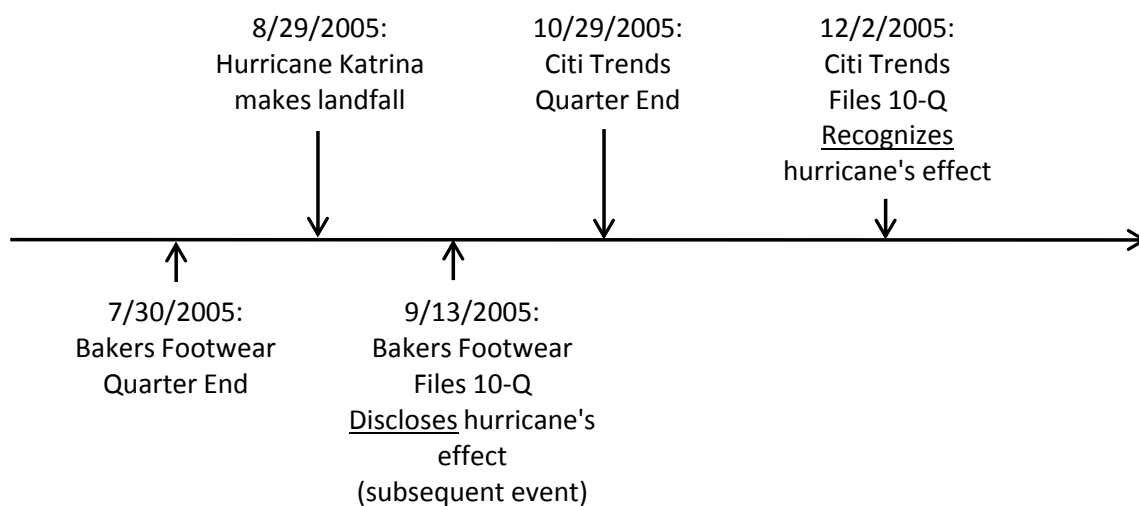 8/29/2005:
Hurricane Katrina
makes landfall
10/29/2005:
Citi Trends
Quarter End
12/2/2005:
Citi Trends
Files 10-Q
Recognizes
hurricane's effect
7/30/2005:
Bakers Footwear
Quarter End
9/13/2005:
Bakers Footwear
Files 10-Q
Discloses hurricane's
effect
(subsequent event)